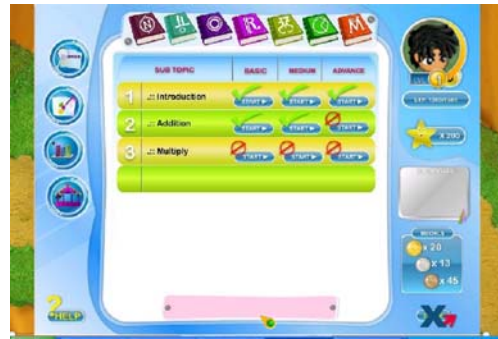 SUB TOPIC BASIC MEDIUM ADVANCE
1 .:: Introduction START START START
2 .:: Addition START START START
3 .:: Multiply START START START
x 200
x 20
x 13
x 45
? HELP
X